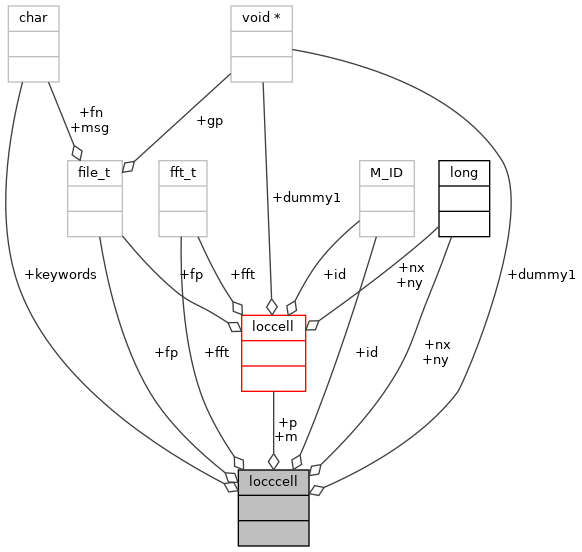 char
void *
+fn
+msg
+gp
file_t
fft_t
M_ID
long
+dummy1
+keywords
+fp
+fft
+id
+nx
+ny
+dummy1
loccell
+fp
+fft
+id
+nx
+ny
+p
+m
locccell